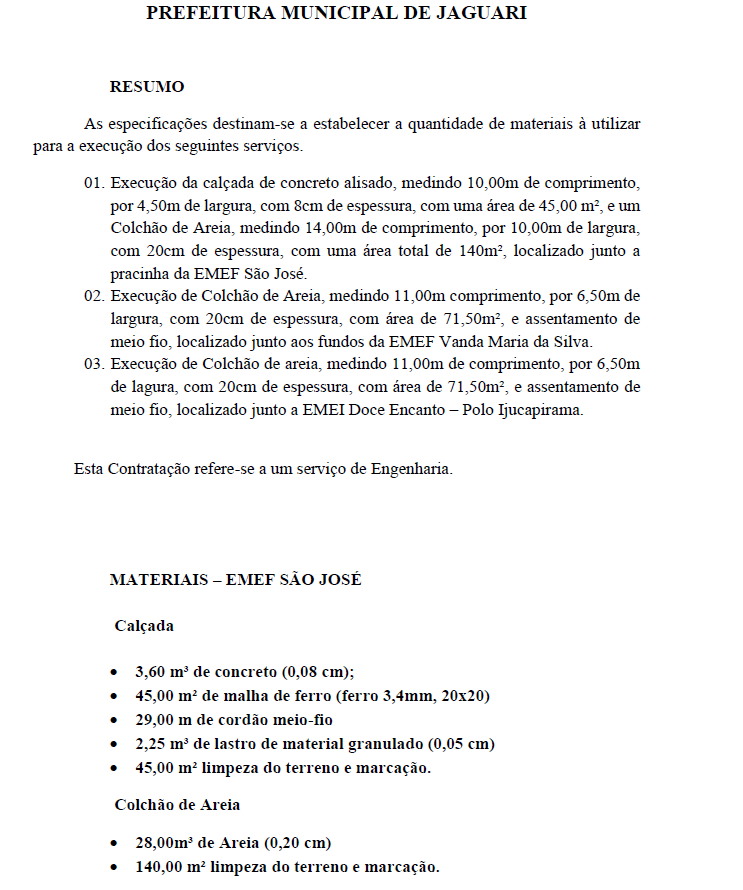 PREFEITURA MUNICIPAL DE JAGUARI
RESUMO
As especificações destinam-se a estabelecer a quantidade de materiais à utilizar
para a execução dos seguintes serviços.
01. Execução da calçada de concreto alisado, medindo 10,00m de comprimento,
por 4,50m de largura, com 8cm de espessura, com uma área de 45,00 m², e um
Colchão de Areia, medindo 14,00m de comprimento, por 10,00m de largura,
com 20cm de espessura, com uma área total de 140m², localizado junto a
pracinha da EMEF São José.
02. Execução de Colchão de Areia, medindo 11,00m comprimento, por 6,50m de
largura, com 20cm de espessura, com área de 71,50m², e assentamento de
meio fio, localizado junto aos fundos da EMEF Vanda Maria da Silva.
03. Execução de Colchão de areia, medindo 11,00m de comprimento, por 6,50m
de lagura, com 20cm de espessura, com área de 71,50m², e assentamento de
meio fio, localizado junto a EMEI Doce Encanto – Polo Ijucapirama.
Esta Contratação refere-se a um serviço de Engenharia.
MATERIAIS – EMEF SÃO JOSÉ
Calçada
• 3,60 m³ de concreto (0,08 cm);
• 45,00 m² de malha de ferro (ferro 3,4mm, 20x20)
• 29,00 m de cordão meio-fio
• 2,25 m³ de lastro de material granulado (0,05 cm)
• 45,00 m² limpeza do terreno e marcação.
Colchão de Areia
• 28,00m³ de Areia (0,20 cm)
• 140,00 m² limpeza do terreno e marcação.